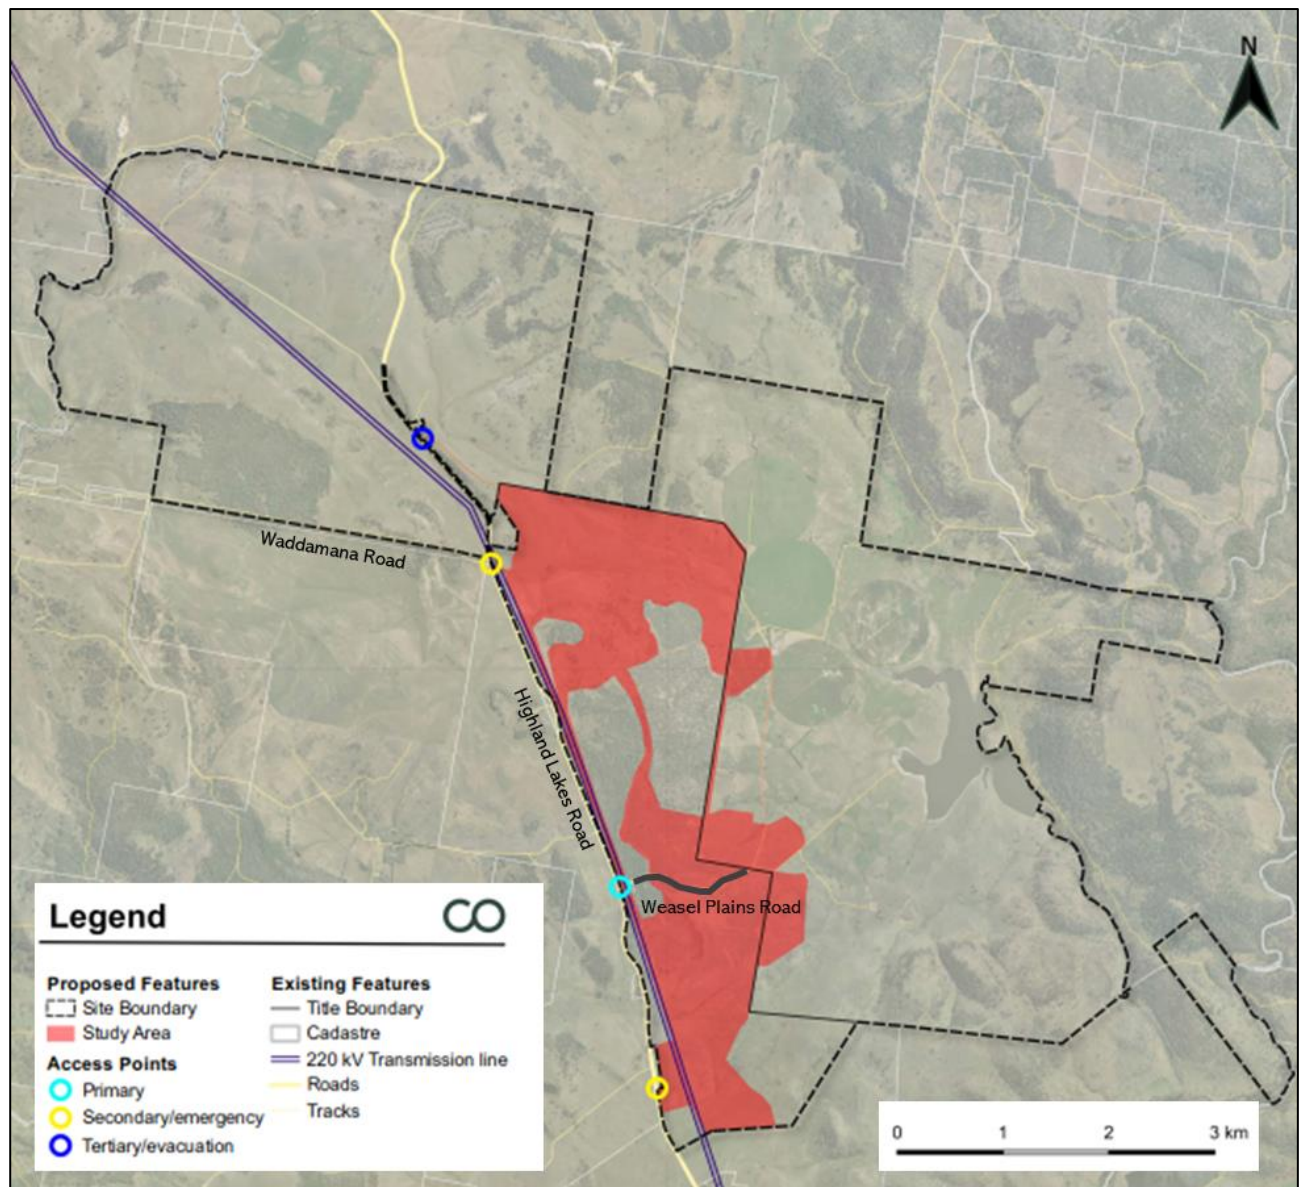 N
Waddamana Road
Highland Lakes Road
Weasel Plains Road
Legend
CO
Proposed Features
Site Boundary
Study Area
Access Points
Primary
Secondary/emergency
Tertiary/evacuation
Existing Features
Title Boundary
Cadastre
220 kV Transmission line
Roads
Tracks
0 1 2 3 km